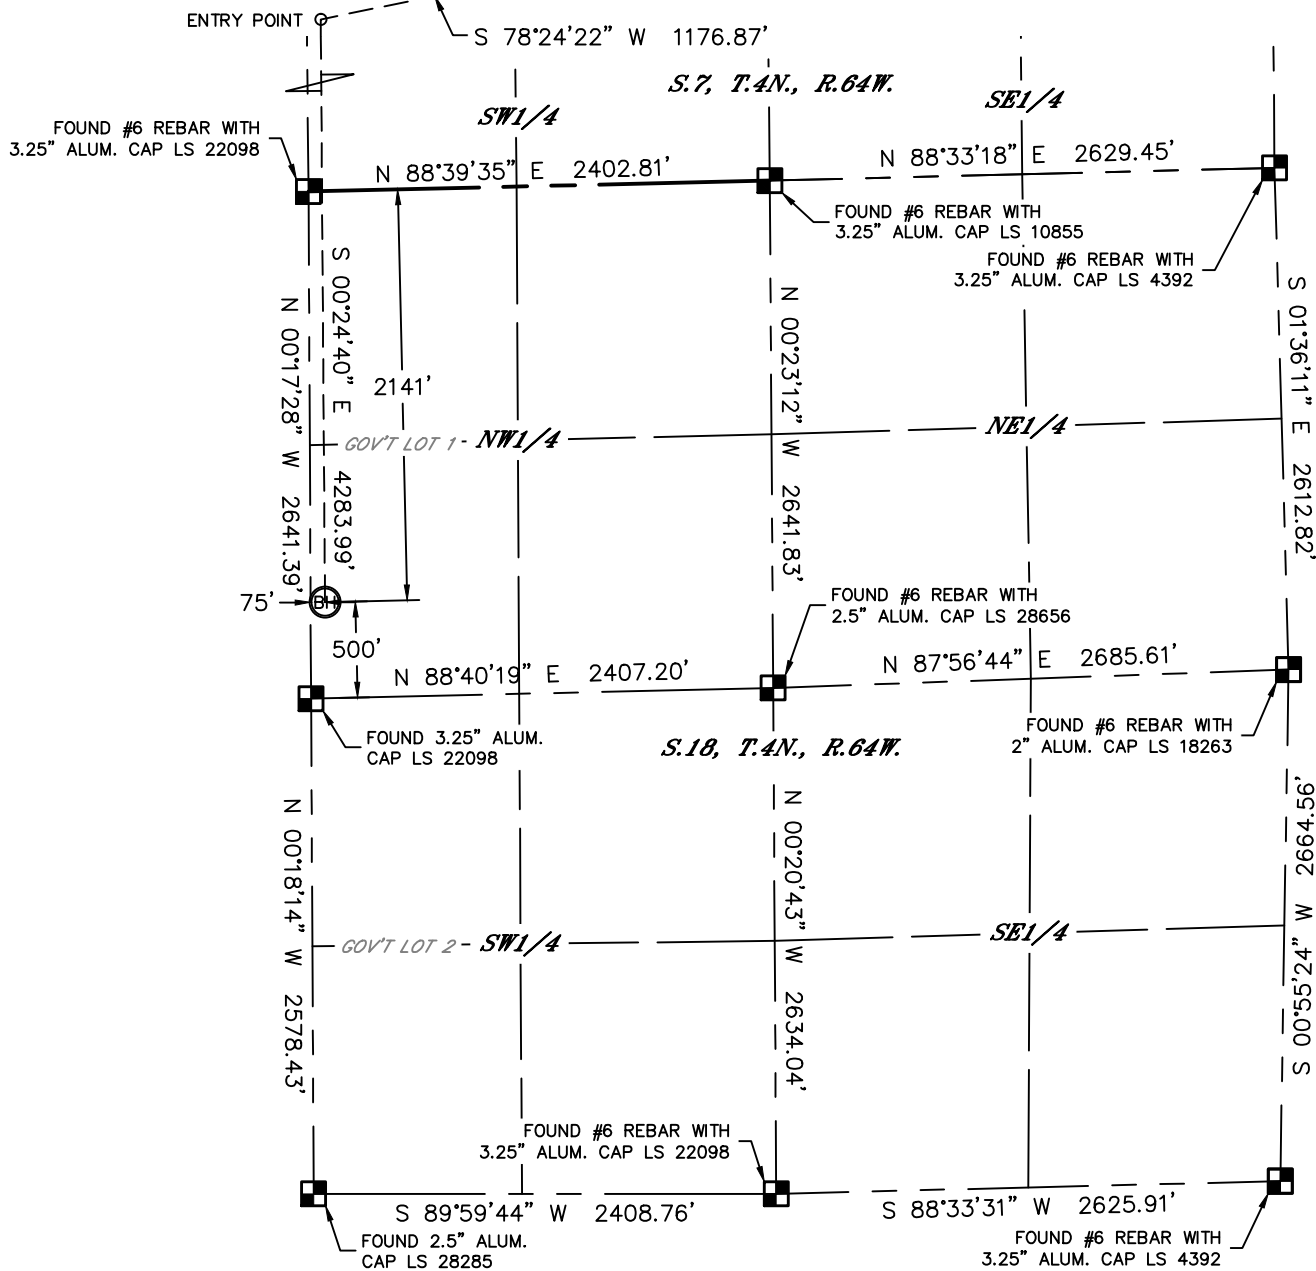 ENTRY POINT
S 78°24'22" W 1176.87'
S.7, T.4N., R.64W.
SW1/4
SE1/4
FOUND #6 REBAR WITH
3.25" ALUM. CAP LS 22098
N 88°39'35" E 2402.81'
N 88°33'18" E 2629.45'
FOUND #6 REBAR WITH
3.25" ALUM. CAP LS 10855
FOUND #6 REBAR WITH
3.25" ALUM. CAP LS 4392
N 00°17'28" W 2641.39'
S 00°24'40" E 4283.99'
2141'
N 00°23'12" W 2641.83'
S 01°36'11" E 2612.82'
GOV'T LOT 1 - NW1/4
NE1/4
75'
BH
500'
FOUND #6 REBAR WITH
2.5" ALUM. CAP LS 28656
N 88°40'19" E 2407.20'
N 87°56'44" E 2685.61'
FOUND 3.25" ALUM.
CAP LS 22098
S.18, T.4N., R.64W.
FOUND #6 REBAR WITH
2" ALUM. CAP LS 18263
N 00°18'14" W 2578.43'
N 00°20'43" W 2634.04'
S 00°55'24" W 2664.56'
GOV'T LOT 2 - SW1/4
SE1/4
FOUND #6 REBAR WITH
3.25" ALUM. CAP LS 22098
S 89°59'44" W 2408.76'
S 88°33'31" W 2625.91'
FOUND 2.5" ALUM.
CAP LS 28285
FOUND #6 REBAR WITH
3.25" ALUM. CAP LS 4392